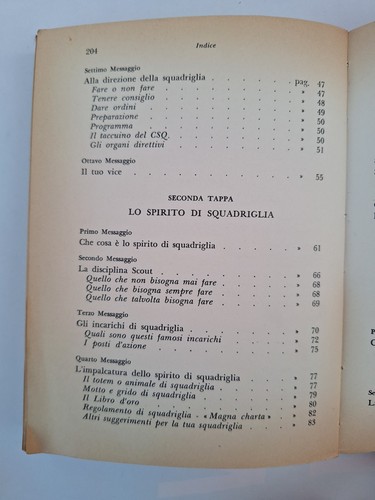 204 Indice
Settimo Messaggio
Alla direzione della squadriglia . . . . . . pag. 47
Fare o non fare . . . . . . . . » 47
Tenere consiglio . . . . . . . . » 48
Dare ordini . . . . . . . . » 49
Preparazione . . . . . . . . » 50
Programma . . . . . . . . » 50
Il taccuino del CSQ. . . . . . . . » 50
Gli organi direttivi . . . . . . . . » 51
Ottavo Messaggio
Il tuo vice . . . . . . . . » 55
SECONDA TAPPA
LO SPIRITO DI SQUADRIGLIA
Primo Messaggio
Che cosa è lo spirito di squadriglia . . . . . » 61
Secondo Messaggio
La disciplina Scout . . . . . . . » 66
Quello che non bisogna mai fare . . . . . » 68
Quello che bisogna sempre fare . . . . . » 68
Quello che talvolta bisogna fare . . . . . » 69
Terzo Messaggio
Gli incarichi di squadriglia . . . . . . » 70
Quali sono questi famosi incarichi . . . . » 72
I posti d'azione . . . . . . . » 75
Quarto Messaggio
L'impalcatura dello spirito di squadriglia . . . . » 77
Il totem o animale di squadriglia . . . . » 77
Motto e grido di squadriglia . . . . . » 79
Il Libro d'oro . . . . . . . » 80
Regolamento di squadriglia - «Magna charta» . . » 82
Altri suggerimenti per la tua squadriglia . . . » 83